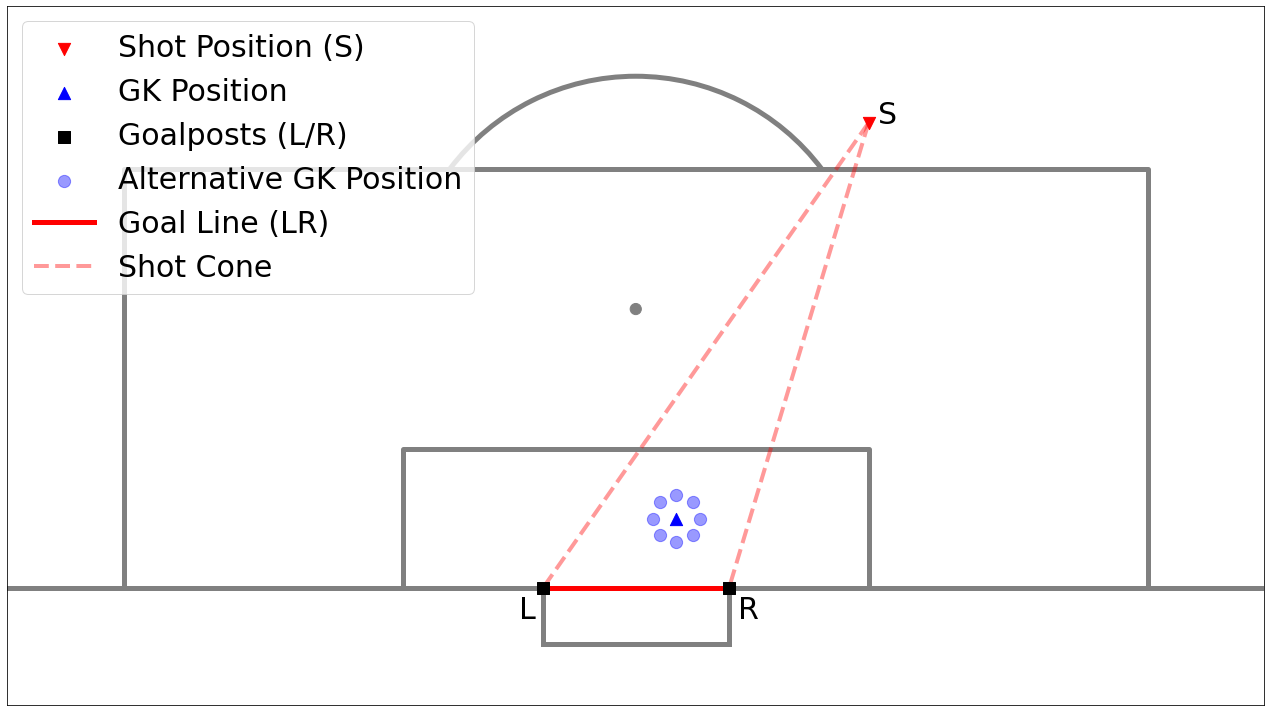 Shot Position (S)
GK Position
Goalposts (L/R)
Alternative GK Position
Goal Line (LR)
Shot Cone
S
L
R